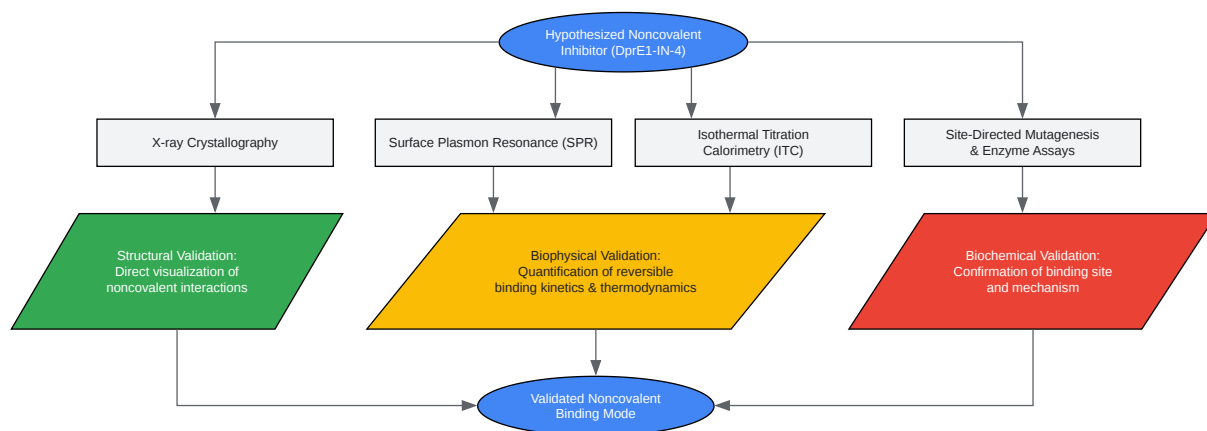 Hypothesized Noncovalent
Inhibitor (DprE1-IN-4)
X-ray Crystallography
Surface Plasmon Resonance (SPR)
Isothermal Titration
Calorimetry (ITC)
Site-Directed Mutagenesis
& Enzyme Assays
Structural Validation:
Direct visualization of
noncovalent interactions
Biophysical Validation:
Quantification of reversible
binding kinetics & thermodynamics
Biochemical Validation:
Confirmation of binding site
and mechanism
Validated Noncovalent
Binding Mode